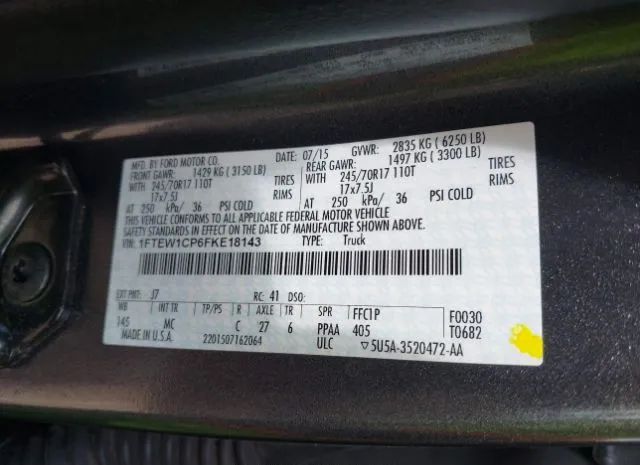 MFD. BY FORD MOTOR CO. DATE: 07/15 GVWR: 2835 KG ( 6250 LB)
FRONT GAWR: 1429 KG ( 3150 LB) REAR GAWR: 1497 KG ( 3300 LB)
WITH 245/70R17 110T TIRES WITH 245/70R17 110T TIRES
17x7.5J RIMS 17x7.5J RIMS
AT 250 kPa/ 36 PSI COLD AT 250 kPa/ 36 PSI COLD
THIS VEHICLE CONFORMS TO ALL APPLICABLE FEDERAL MOTOR VEHICLE
SAFETY STANDARDS IN EFFECT ON THE DATE OF MANUFACTURE SHOWN ABOVE.
VIN: 1FTEW1CP6FKE18143 TYPE: Truck
EXT PNT: J7 RC: 41 DSO:
WB INT TR TP/PS R AXLE TR SPR FFC1P F0030
145 MC C 27 6 PPAA 405 T0682
MADE IN U.S.A. 2201507162064 ULC ▽5U5A-3520472-AA